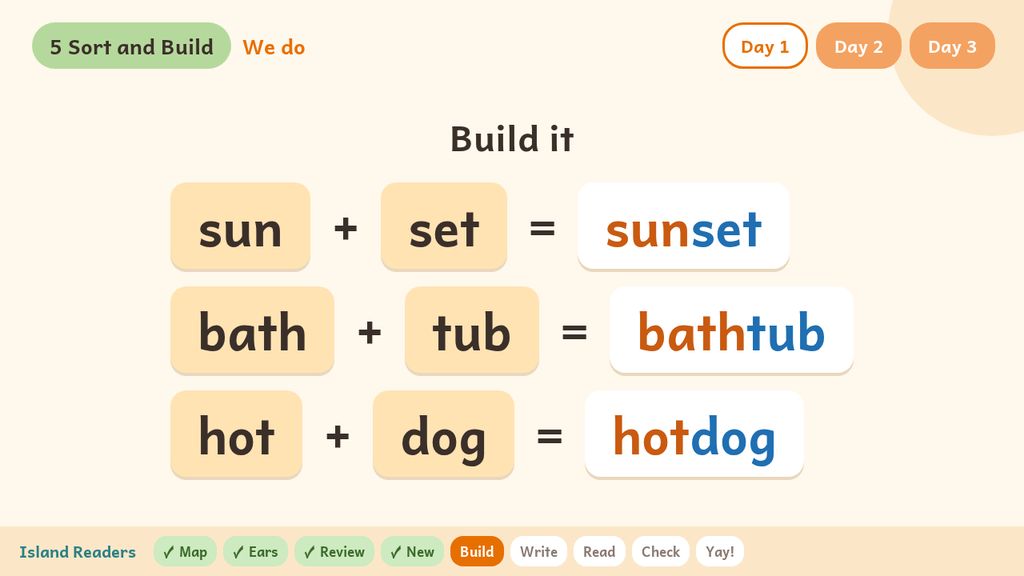 5 Sort and Build We do Day 1 Day 2 Day 3
Build it
sun + set = sunset
bath + tub = bathtub
hot + dog = hotdog
Island Readers ✓ Map ✓ Ears ✓ Review ✓ New Build Write Read Check Yay!